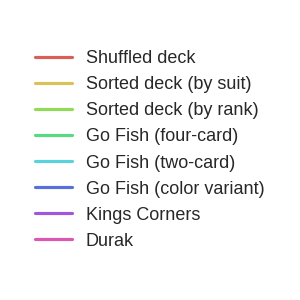 Shuffled deck
Sorted deck (by suit)
Sorted deck (by rank)
Go Fish (four-card)
Go Fish (two-card)
Go Fish (color variant)
Kings Corners
Durak